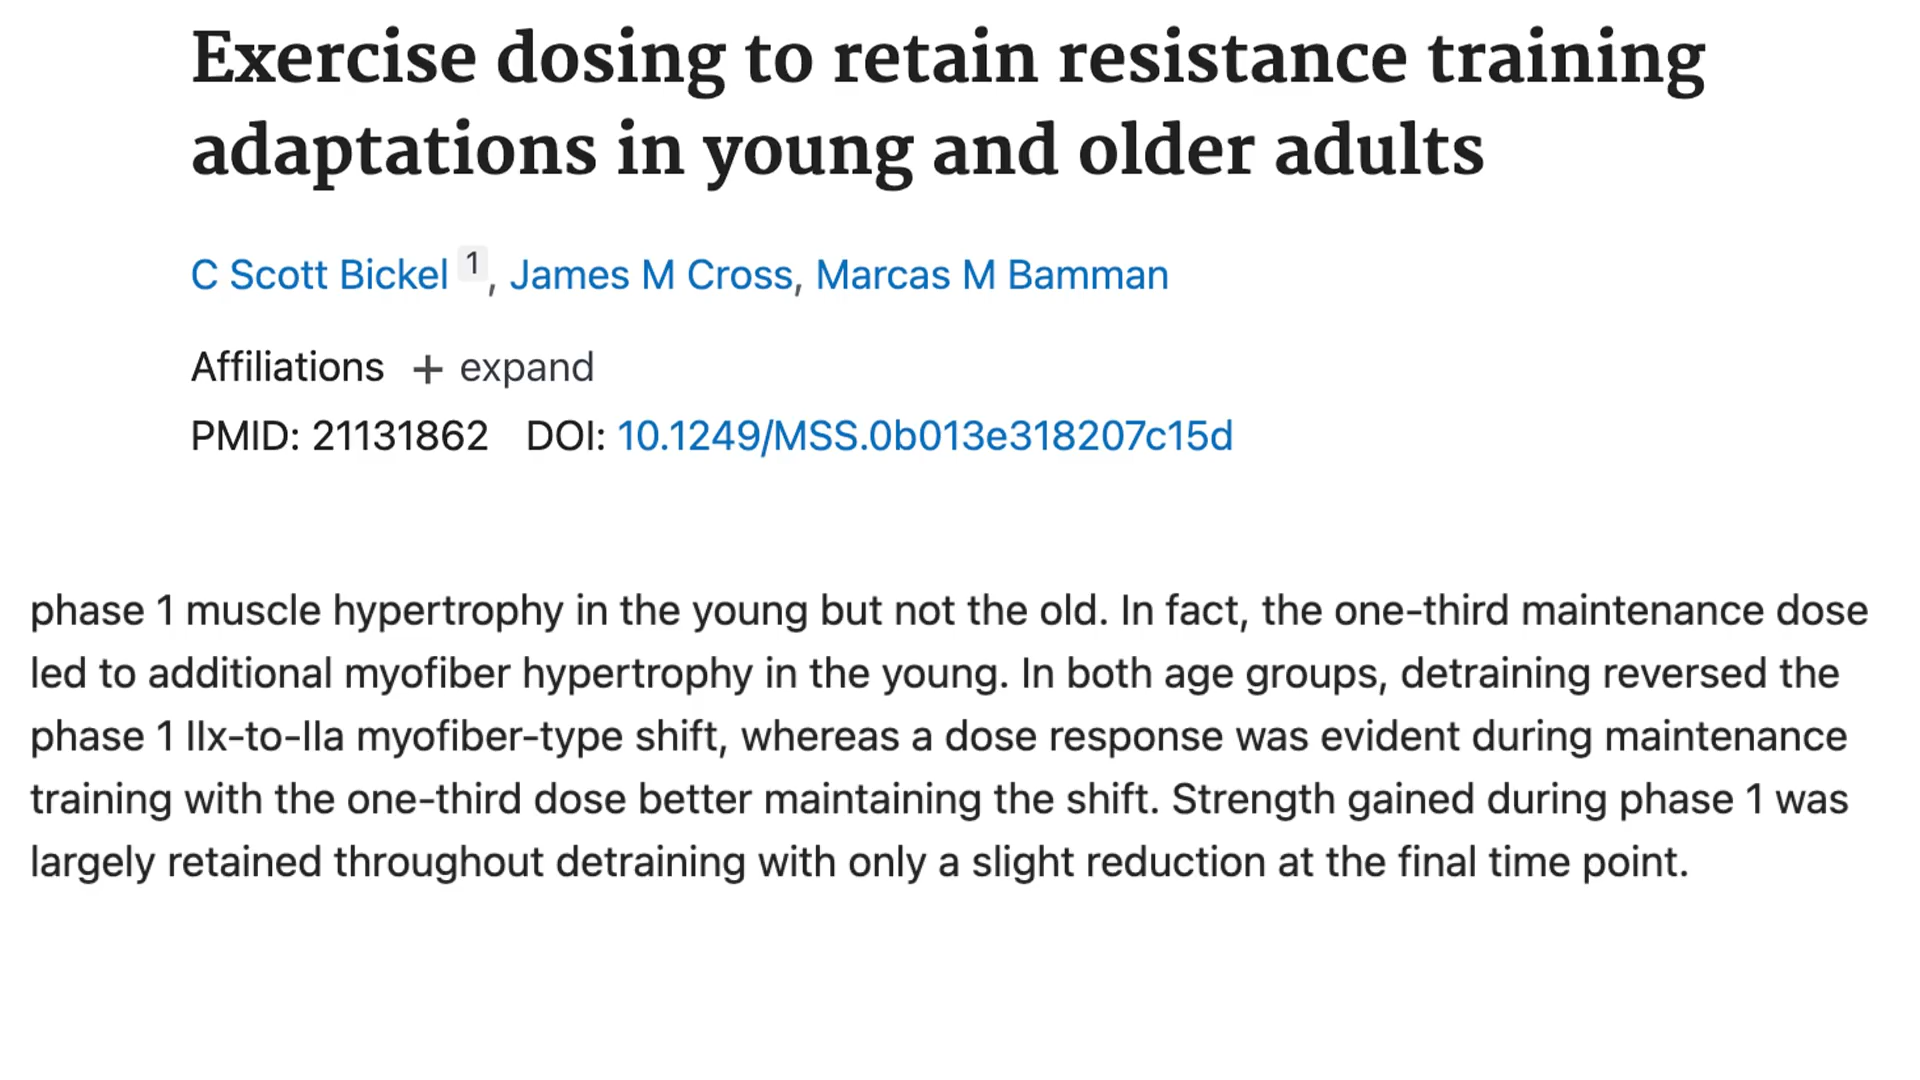 Exercise dosing to retain resistance training
adaptations in young and older adults
C Scott Bickel 1, James M Cross, Marcas M Bamman
Affiliations + expand
PMID: 21131862 DOI: 10.1249/MSS.0b013e318207c15d
phase 1 muscle hypertrophy in the young but not the old. In fact, the one-third maintenance dose
led to additional myofiber hypertrophy in the young. In both age groups, detraining reversed the
phase 1 IIx-to-IIa myofiber-type shift, whereas a dose response was evident during maintenance
training with the one-third dose better maintaining the shift. Strength gained during phase 1 was
largely retained throughout detraining with only a slight reduction at the final time point.